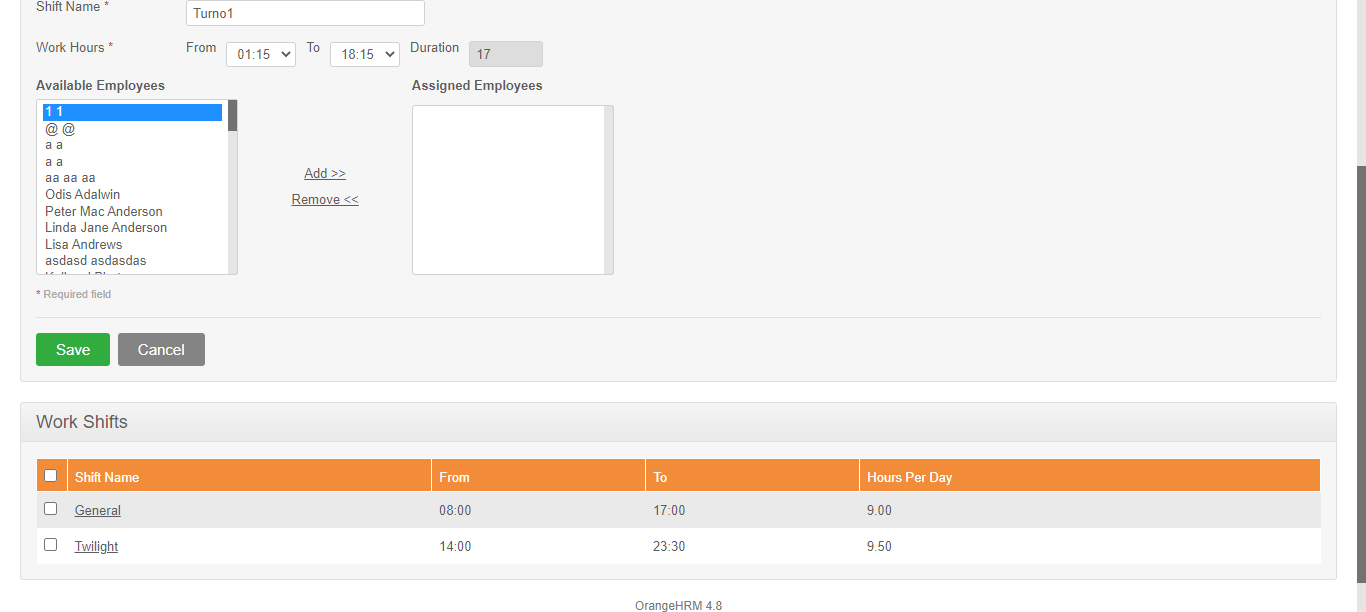 Shift Name *
Turno1
Work Hours *
From
01:15
To
18:15
Duration
17
Available Employees
Assigned Employees
1 1
@ @
a a
a a
aa aa aa
Odis Adalwin
Peter Mac Anderson
Linda Jane Anderson
Lisa Andrews
asdasd asdasdas
Add >>
Remove <<
* Required field
Save
Cancel
Work Shifts
Shift Name From To Hours Per Day
General 08:00 17:00 9.00
Twilight 14:00 23:30 9.50
OrangeHRM 4.8